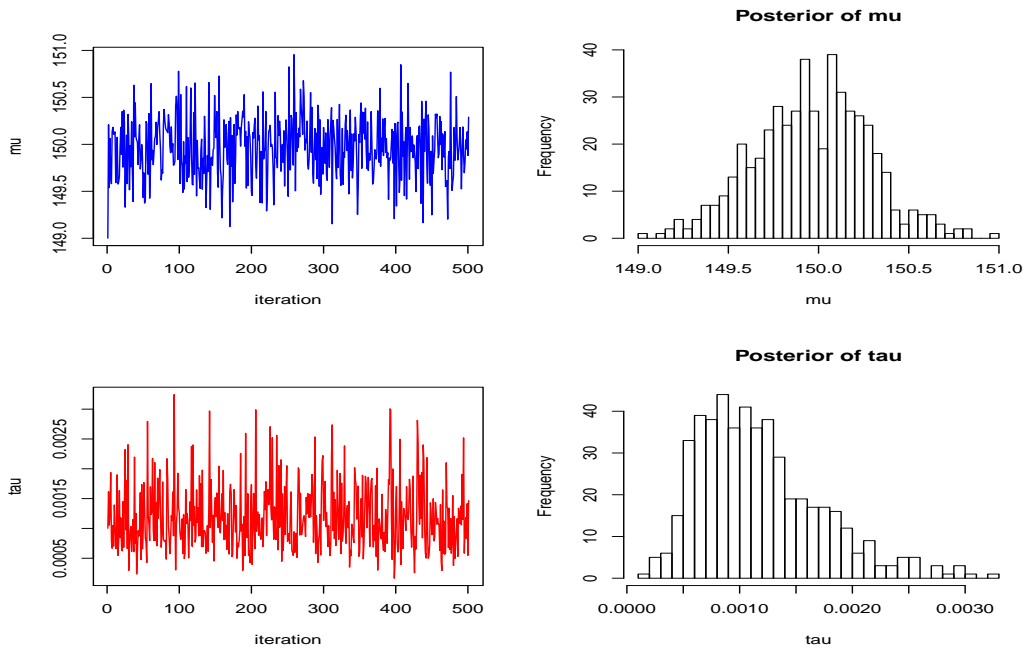 mu
151.0
150.5
150.0
149.5
149.0
0 100 200 300 400 500
iteration
Posterior of mu
Frequency
40
30
20
10
0
149.0 149.5 150.0 150.5 151.0
mu
tau
0.0025
0.0015
0.0005
0 100 200 300 400 500
iteration
Posterior of tau
Frequency
40
30
20
10
0
0.0000 0.0010 0.0020 0.0030
tau